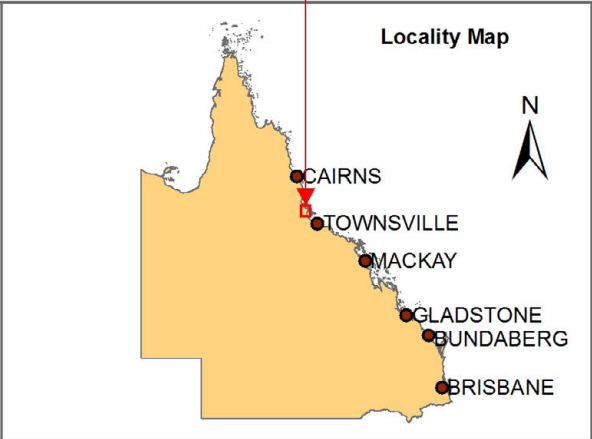 Locality Map
N
CAIRNS
TOWNSVILLE
MACKAY
GLADSTONE
BUNDABERG
BRISBANE